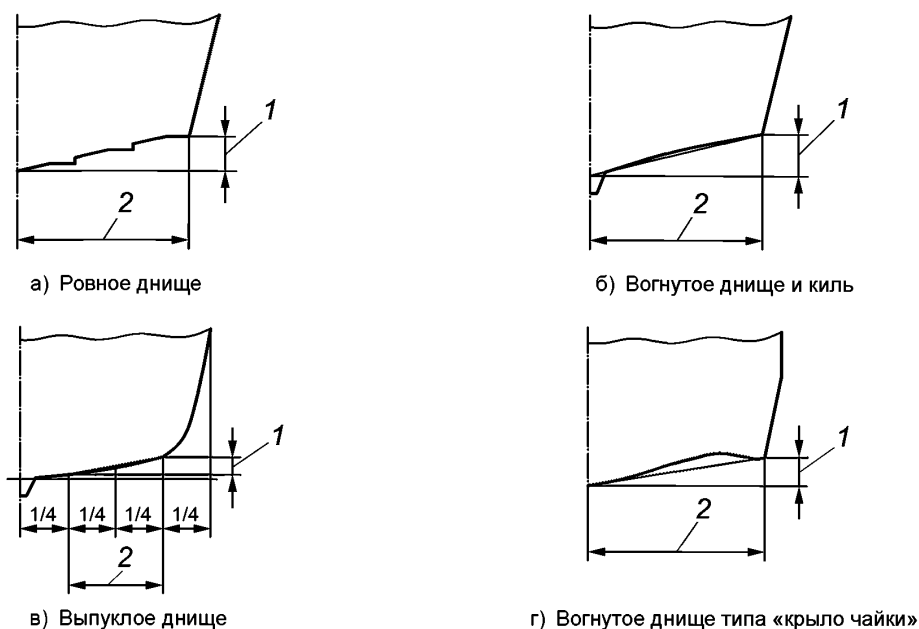 1
2
а) Ровное днище
1
2
б) Вогнутое днище и киль
1
1/4 1/4 1/4 1/4
2
в) Выпуклое днище
1
2
г) Вогнутое днище типа «крыло чайки»